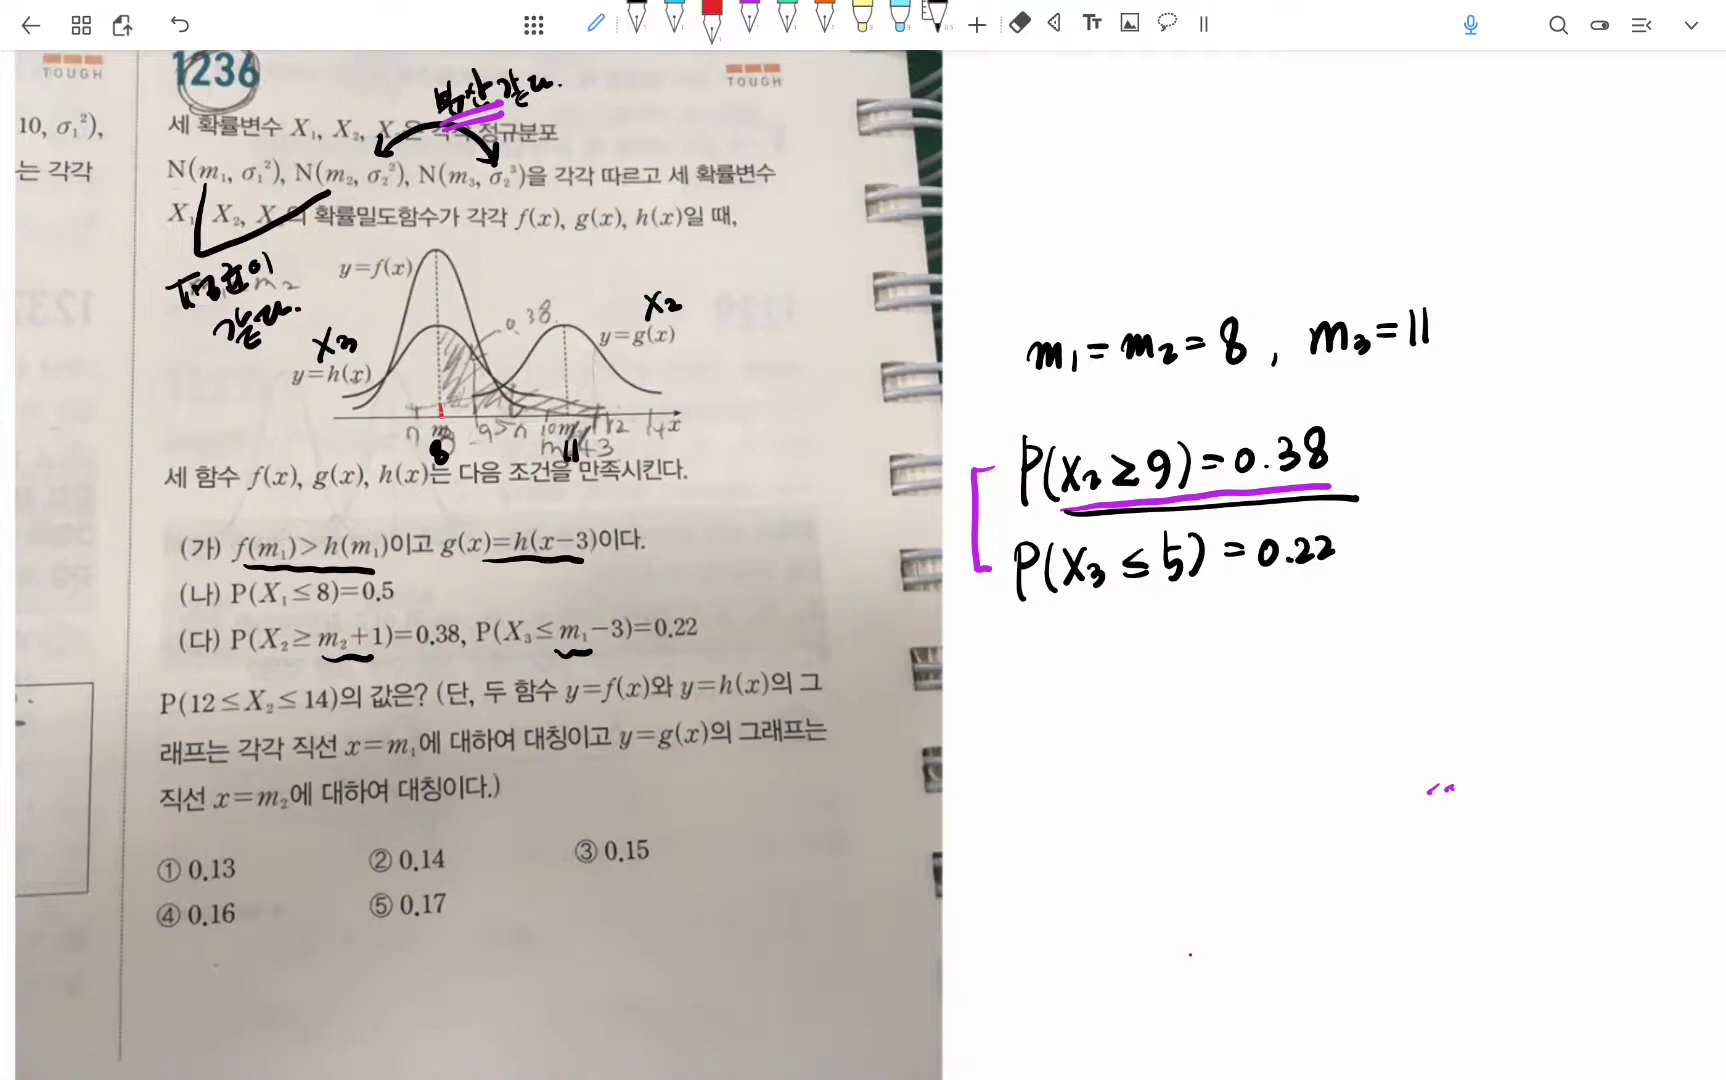 1236
TOUGH
TOUGH
분산 같다.
10, σ₁²),
는 각각
세 확률변수 X₁, X₂, X 은 각각 정규분포
N(m₁, σ₁²), N(m₂, σ₂²), N(m₃, σ₂³)을 각각 따르고 세 확률변수
X₁ X₂, X 의 확률밀도함수가 각각 f(x), g(x), h(x)일 때,
평균이
같다.
y=f(x)
0.38
X₂
y=g(x)
X₃
y=h(x)
8
11
12
14
x
세 함수 f(x), g(x), h(x)는 다음 조건을 만족시킨다.
(가) f(m₁)>h(m₁)이고 g(x)=h(x-3)이다.
(나) P(X₁≤8)=0.5
(다) P(X₂≥m₂+1)=0.38, P(X₃≤m₁-3)=0.22
P(12≤X₂≤14)의 값은? (단, 두 함수 y=f(x)와 y=h(x)의 그
래프는 각각 직선 x=m₁에 대하여 대칭이고 y=g(x)의 그래프는
직선 x=m₂에 대하여 대칭이다.)
① 0.13 ② 0.14 ③ 0.15
④ 0.16 ⑤ 0.17
m₁=m₂=8, m₃=11
P(X₂≥9)=0.38
P(X₃≤5)=0.22